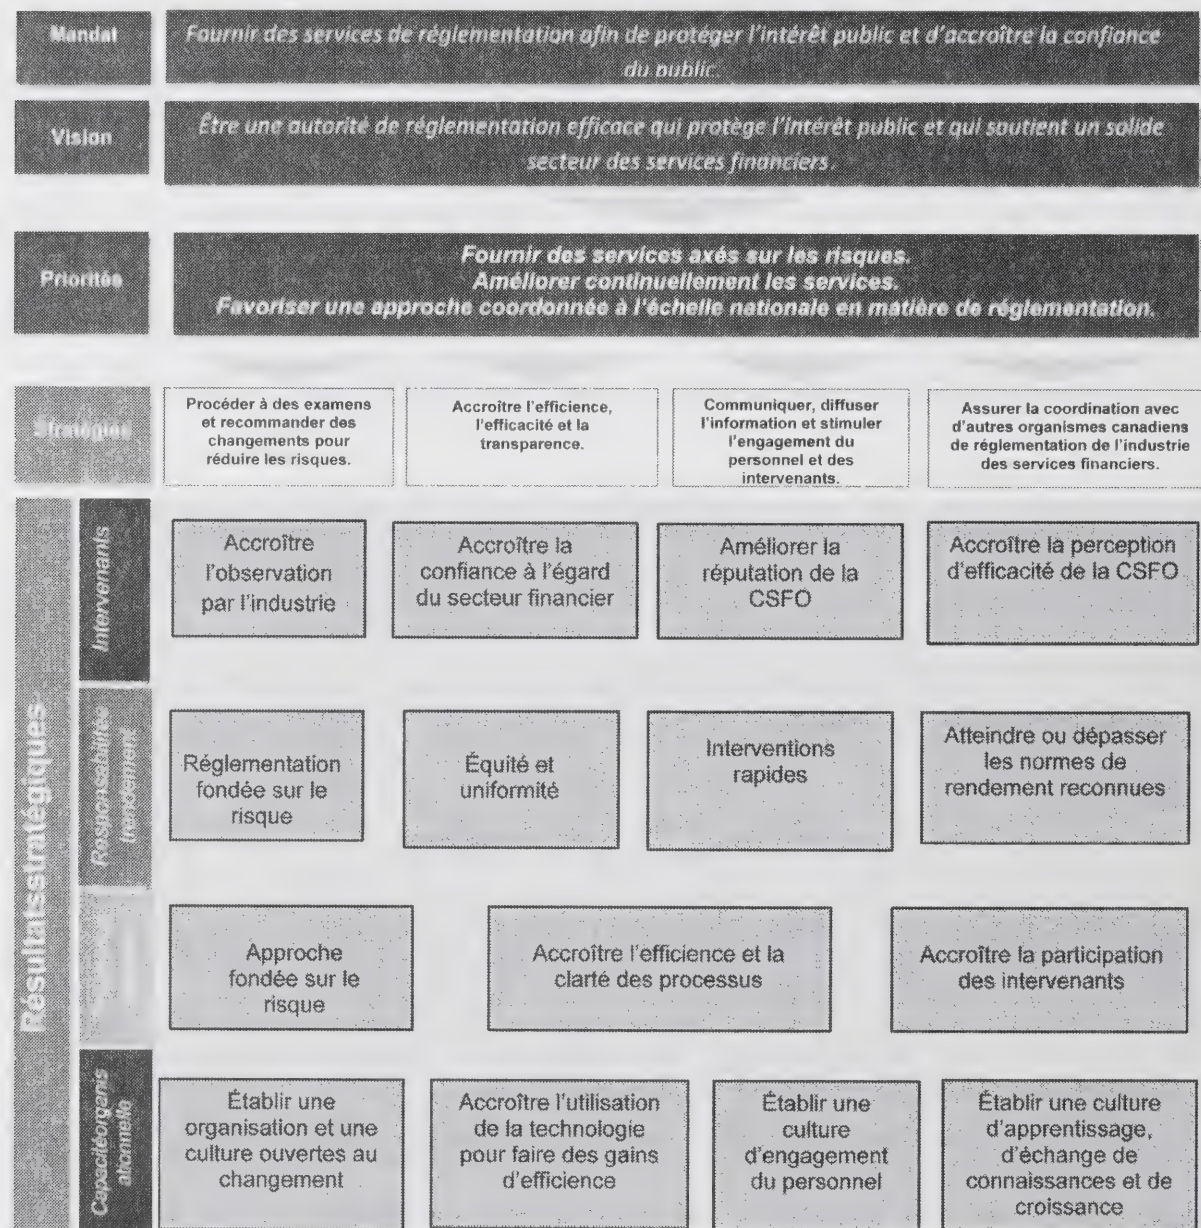 Mandat
Fournir des services de réglementation afin de protéger l'intérêt public et d'accroître la confiance
du public.
Vision
Être une autorité de réglementation efficace qui protège l'intérêt public et qui soutient un solide
secteur des services financiers.
Priorités
Fournir des services axés sur les risques.
Améliorer continuellement les services.
Favoriser une approche coordonnée à l'échelle nationale en matière de réglementation.
Stratégies
Procéder à des examens
et recommander des
changements pour
réduire les risques.
Accroître l'efficience,
l'efficacité et la
transparence.
Communiquer, diffuser
l'information et stimuler
l'engagement du
personnel et des
intervenants.
Assurer la coordination avec
d'autres organismes canadiens
de réglementation de l'industrie
des services financiers.
Résultatsstratégiques
Intervenants
Accroître
l'observation
par l'industrie
Accroître la
confiance à l'égard
du secteur financier
Améliorer la
réputation de la
CSFO
Accroître la perception
d'efficacité de la CSFO
Responsabilités
/rendement
Réglementation
fondée sur le
risque
Équité et
uniformité
Interventions
rapides
Atteindre ou dépasser
les normes de
rendement reconnues
Approche
fondée sur le
risque
Accroître l'efficience et la
clarté des processus
Accroître la participation
des intervenants
Capacitéorganis
ationnelle
Établir une
organisation et une
culture ouvertes au
changement
Accroître l'utilisation
de la technologie
pour faire des gains
d'efficience
Établir une
culture
d'engagement
du personnel
Établir une culture
d'apprentissage,
d'échange de
connaissances et de
croissance